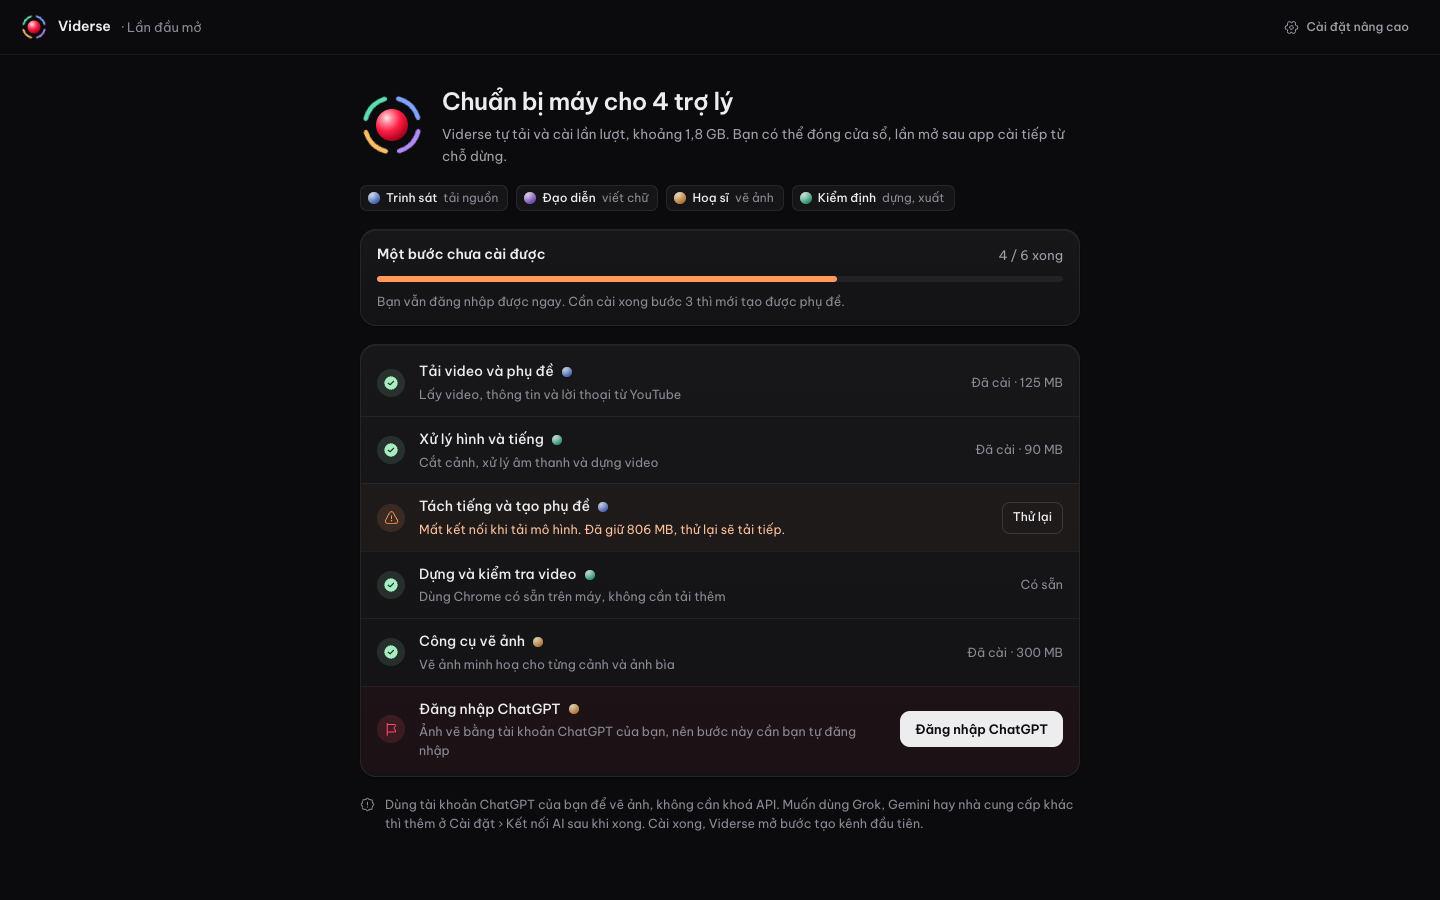 Viderse · Lần đầu mở
Cài đặt nâng cao
Chuẩn bị máy cho 4 trợ lý
Viderse tự tải và cài lần lượt, khoảng 1,8 GB. Bạn có thể đóng cửa sổ, lần mở sau app cài tiếp từ
chỗ dừng.
Trinh sát tải nguồn
Đạo diễn viết chữ
Hoạ sĩ vẽ ảnh
Kiểm định dựng, xuất
Một bước chưa cài được
4 / 6 xong
Bạn vẫn đăng nhập được ngay. Cần cài xong bước 3 thì mới tạo được phụ đề.
Tải video và phụ đề
Lấy video, thông tin và lời thoại từ YouTube
Đã cài · 125 MB
Xử lý hình và tiếng
Cắt cảnh, xử lý âm thanh và dựng video
Đã cài · 90 MB
Tách tiếng và tạo phụ đề
Mất kết nối khi tải mô hình. Đã giữ 806 MB, thử lại sẽ tải tiếp.
Thử lại
Dựng và kiểm tra video
Dùng Chrome có sẵn trên máy, không cần tải thêm
Có sẵn
Công cụ vẽ ảnh
Vẽ ảnh minh hoạ cho từng cảnh và ảnh bìa
Đã cài · 300 MB
Đăng nhập ChatGPT
Ảnh vẽ bằng tài khoản ChatGPT của bạn, nên bước này cần bạn tự đăng
nhập
Đăng nhập ChatGPT
Dùng tài khoản ChatGPT của bạn để vẽ ảnh, không cần khoá API. Muốn dùng Grok, Gemini hay nhà cung cấp khác
thì thêm ở Cài đặt › Kết nối AI sau khi xong. Cài xong, Viderse mở bước tạo kênh đầu tiên.